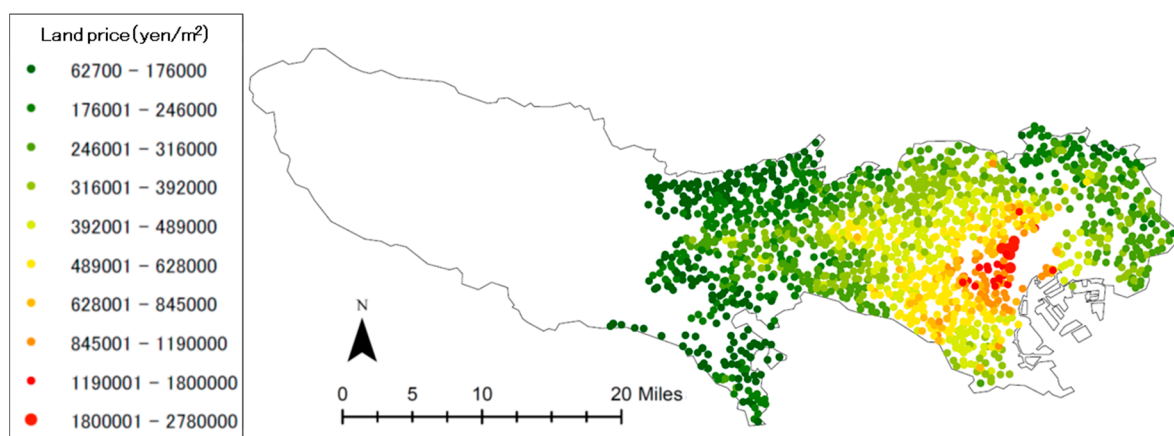 Land price(yen/m²)
62700 – 176000
176001 – 246000
246001 – 316000
316001 – 392000
392001 – 489000
489001 – 628000
628001 – 845000
845001 – 1190000
1190001 – 1800000
1800001 – 2780000
N
0 5 10 20 Miles